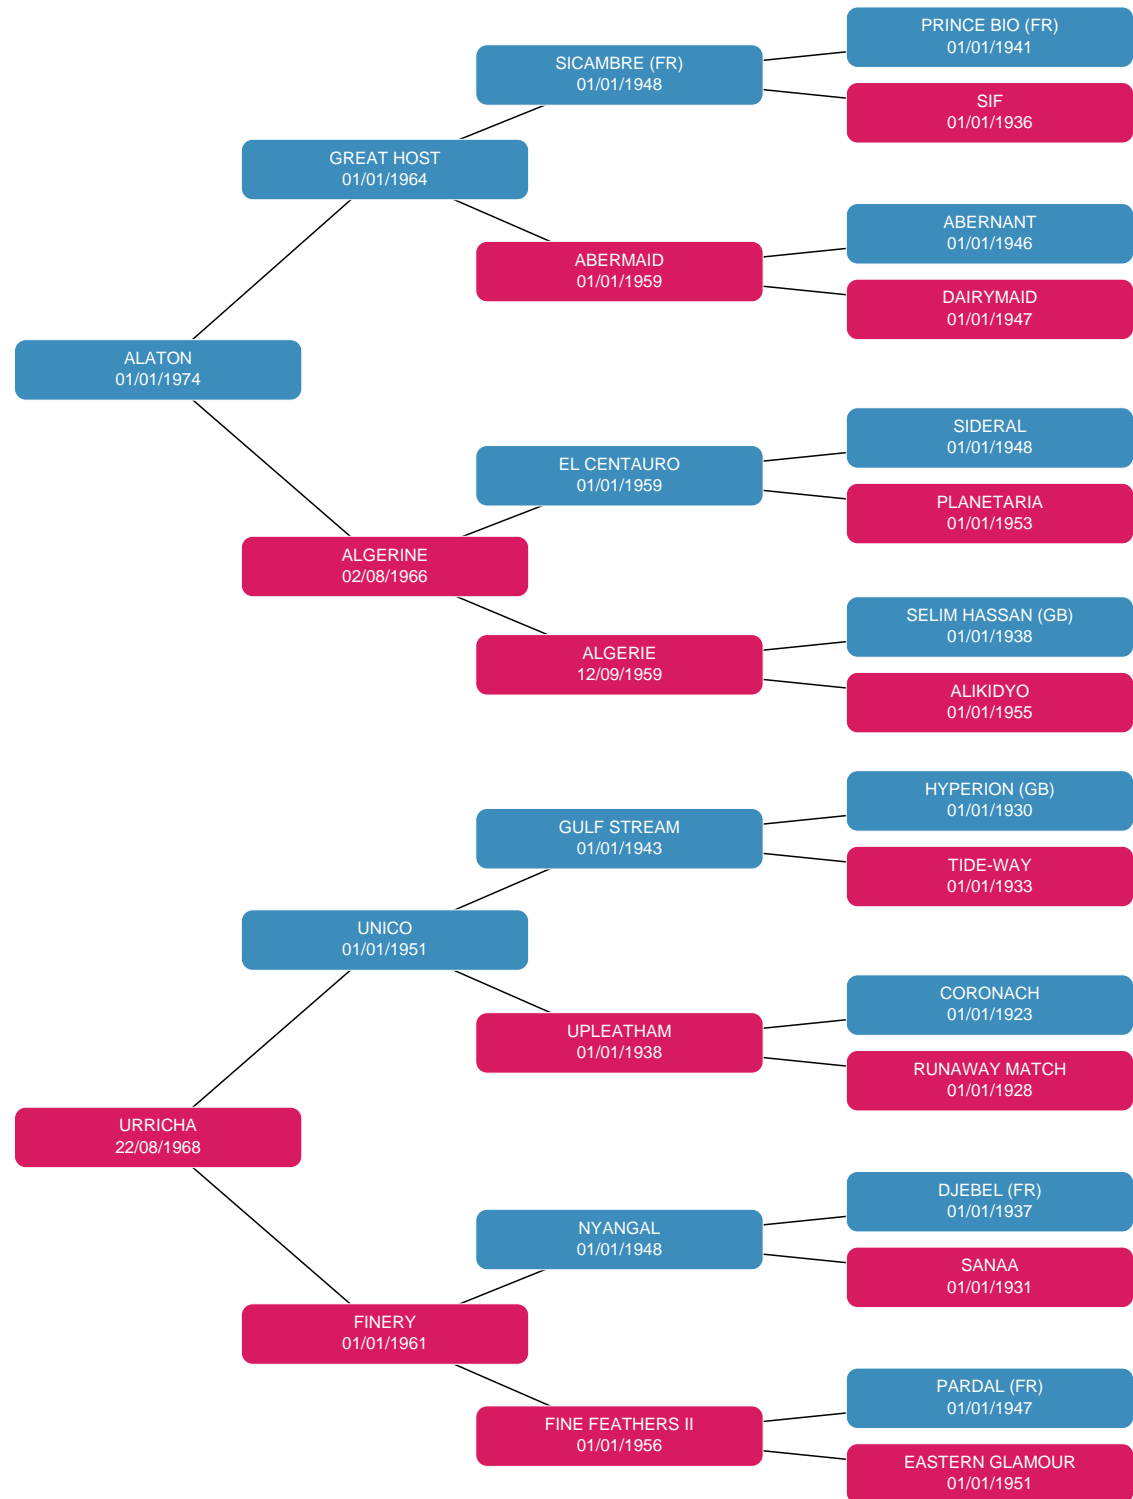 PRINCE BIO (FR)
01/01/1941
SICAMBRE (FR)
01/01/1948
SIF
01/01/1936
GREAT HOST
01/01/1964
ABERNANT
01/01/1946
ABERMAID
01/01/1959
DAIRYMAID
01/01/1947
ALATON
01/01/1974
SIDERAL
01/01/1948
EL CENTAURO
01/01/1959
PLANETARIA
01/01/1953
ALGERINE
02/08/1966
SELIM HASSAN (GB)
01/01/1938
ALGERIE
12/09/1959
ALIKIDYO
01/01/1955
HYPERION (GB)
01/01/1930
GULF STREAM
01/01/1943
TIDE-WAY
01/01/1933
UNICO
01/01/1951
CORONACH
01/01/1923
UPLEATHAM
01/01/1938
RUNAWAY MATCH
01/01/1928
URRICHA
22/08/1968
DJEBEL (FR)
01/01/1937
NYANGAL
01/01/1948
SANAA
01/01/1931
FINERY
01/01/1961
PARDAL (FR)
01/01/1947
FINE FEATHERS II
01/01/1956
EASTERN GLAMOUR
01/01/1951